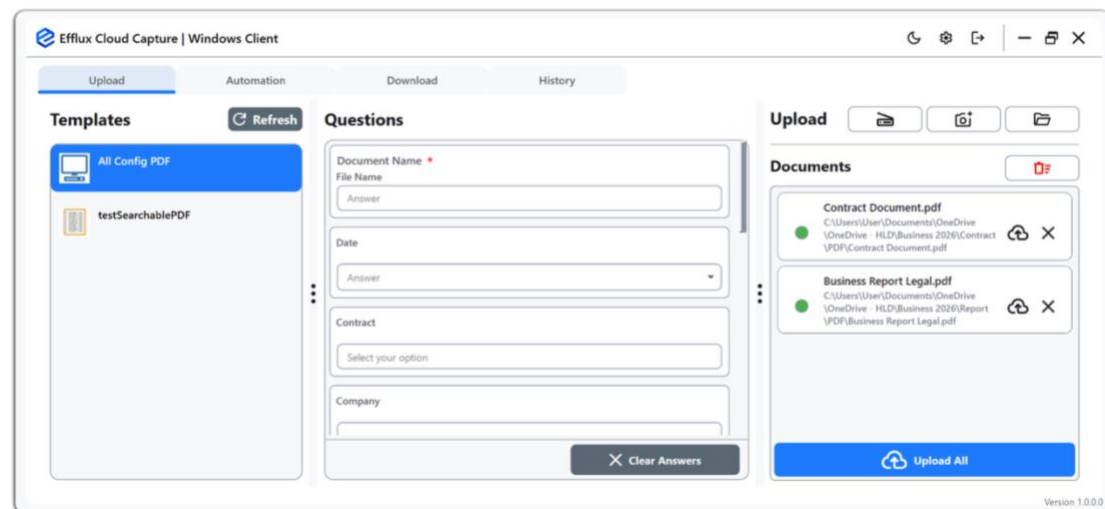 Efflux Cloud Capture | Windows Client
Upload
Automation
Download
History
Templates
Refresh
All Config PDF
testSearchablePDF
Questions
Document Name *
File Name
Answer
Date
Answer
Contract
Select your option
Company
Clear Answers
Upload
Documents
Contract Document.pdf
C:\Users\User\Documents\OneDrive
\OneDrive - HLD\Business 2026\Contract
\PDF\Contract Document.pdf
Business Report Legal.pdf
C:\Users\User\Documents\OneDrive
\OneDrive - HLD\Business 2026\Report
\PDF\Business Report Legal.pdf
Upload All
Version 1.0.0.0